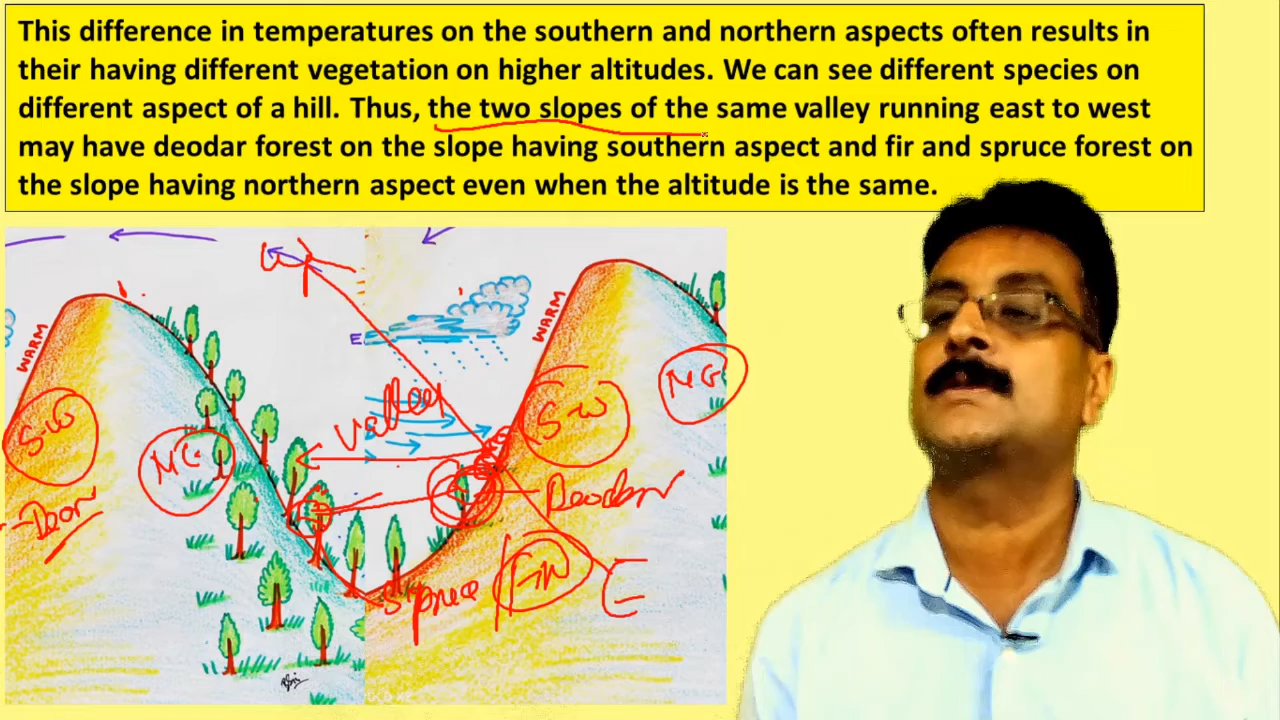 This difference in temperatures on the southern and northern aspects often results in
their having different vegetation on higher altitudes. We can see different species on
different aspect of a hill. Thus, the two slopes of the same valley running east to west
may have deodar forest on the slope having southern aspect and fir and spruce forest on
the slope having northern aspect even when the altitude is the same.
W
E
WARM
WARM
valley
S-W
S-W
NG
NG
Deodar
Spruce
E